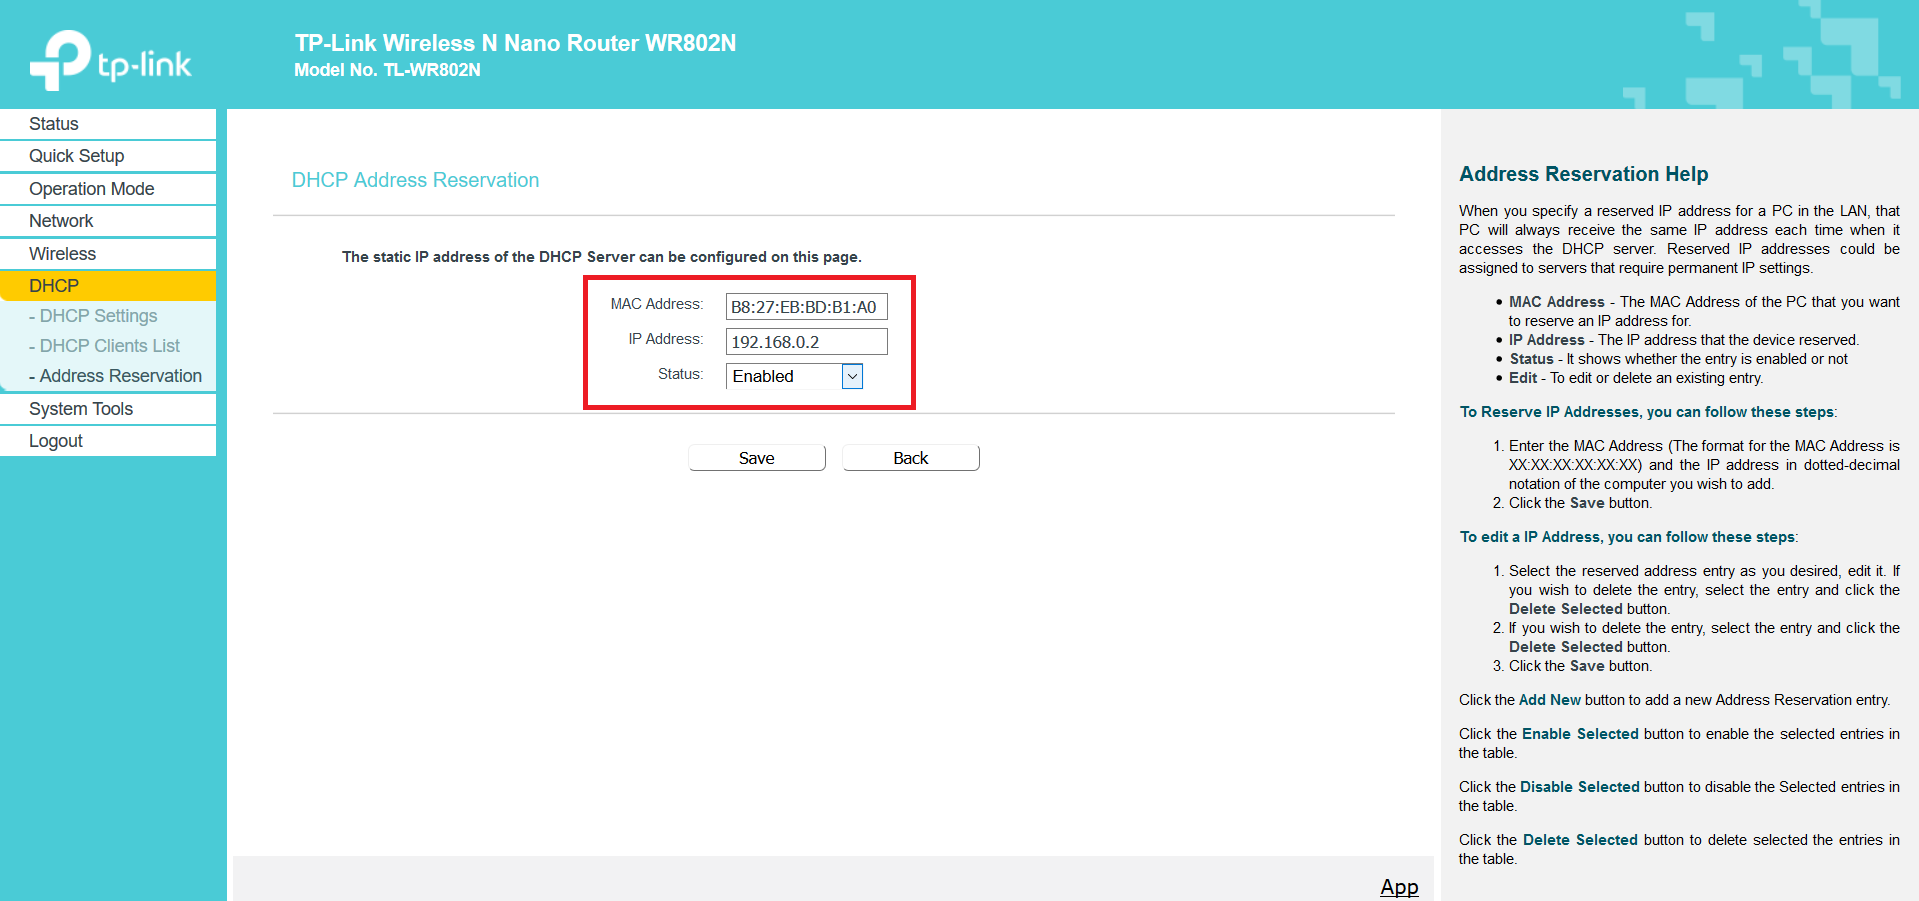 tp-link
TP-Link Wireless N Nano Router WR802N
Model No. TL-WR802N
Status
Quick Setup
Operation Mode
Network
Wireless
DHCP
- DHCP Settings
- DHCP Clients List
- Address Reservation
System Tools
Logout
DHCP Address Reservation
The static IP address of the DHCP Server can be configured on this page.
MAC Address: B8:27:EB:BD:B1:A0
IP Address: 192.168.0.2
Status: Enabled
Save Back
App
Address Reservation Help
When you specify a reserved IP address for a PC in the LAN, that
PC will always receive the same IP address each time when it
accesses the DHCP server. Reserved IP addresses could be
assigned to servers that require permanent IP settings.
• MAC Address - The MAC Address of the PC that you want
to reserve an IP address for.
• IP Address - The IP address that the device reserved.
• Status - It shows whether the entry is enabled or not
• Edit - To edit or delete an existing entry.
To Reserve IP Addresses, you can follow these steps:
1. Enter the MAC Address (The format for the MAC Address is
XX:XX:XX:XX:XX:XX) and the IP address in dotted-decimal
notation of the computer you wish to add.
2. Click the Save button.
To edit a IP Address, you can follow these steps:
1. Select the reserved address entry as you desired, edit it. If
you wish to delete the entry, select the entry and click the
Delete Selected button.
2. If you wish to delete the entry, select the entry and click the
Delete Selected button.
3. Click the Save button.
Click the Add New button to add a new Address Reservation entry.
Click the Enable Selected button to enable the selected entries in
the table.
Click the Disable Selected button to disable the Selected entries in
the table.
Click the Delete Selected button to delete selected the entries in
the table.